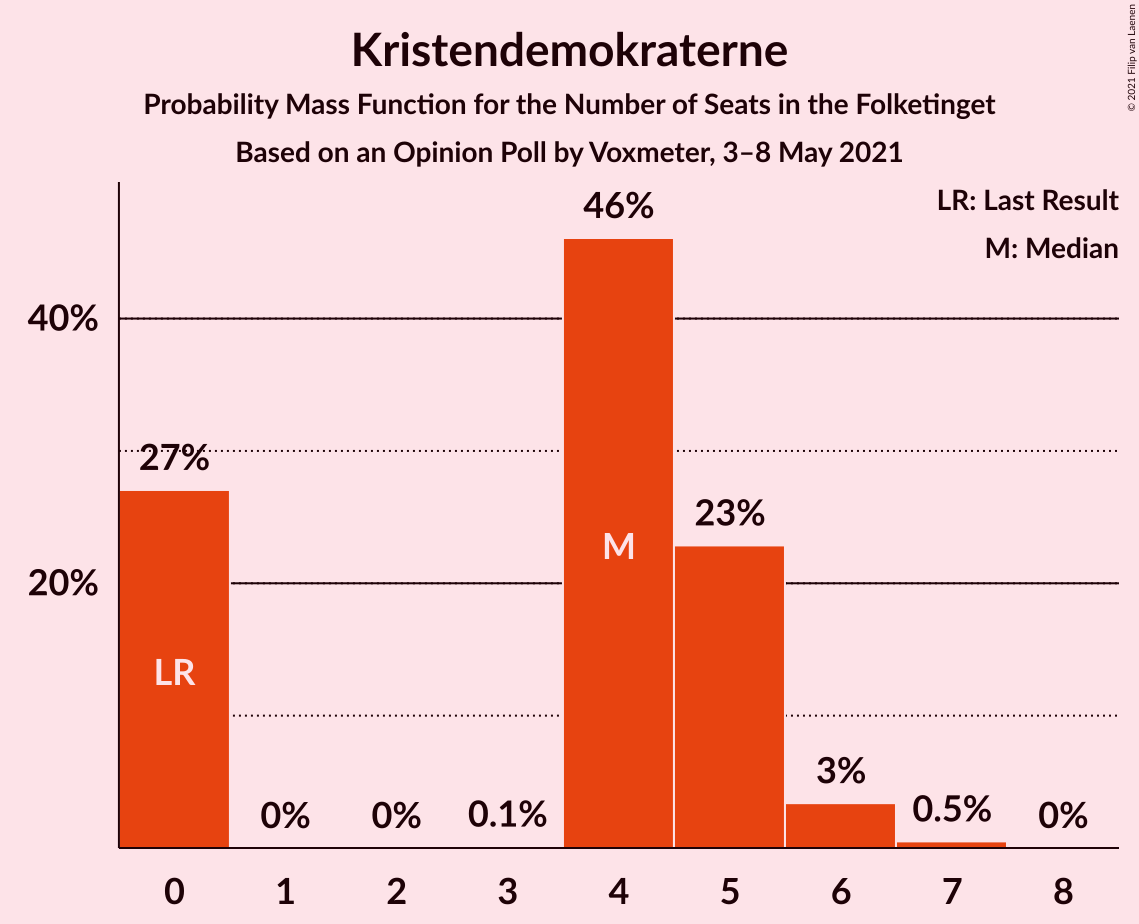 Kristendemokraterne
Probability Mass Function for the Number of Seats in the Folketinget
Based on an Opinion Poll by Voxmeter, 3–8 May 2021
© 2021 Filip van Laenen
LR: Last Result
M: Median
46%
40%
27%
23%
M
20%
LR
3%
0% 0% 0.1% 0.5% 0%
0 1 2 3 4 5 6 7 8